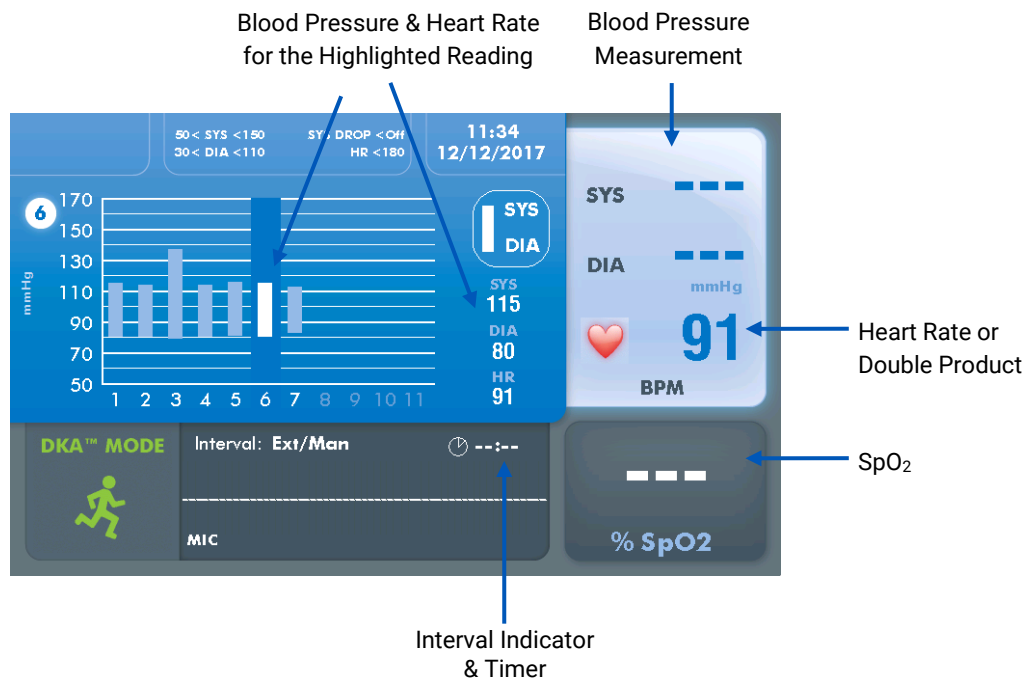 Blood Pressure & Heart Rate
for the Highlighted Reading
Blood Pressure
Measurement
50< SYS <150
30< DIA <110
SYS DROP <Off
HR <180
11:34
12/12/2017
6
170
150
130
110
90
70
50
mmHg
1 2 3 4 5 6 7 8 9 10 11
SYS
DIA
SYS
115
DIA
80
HR
91
SYS ---
DIA ---
mmHg
91
BPM
Heart Rate or
Double Product
DKA™ MODE
Interval: Ext/Man
--:--
MIC
---
% SpO2
SpO₂
Interval Indicator
& Timer